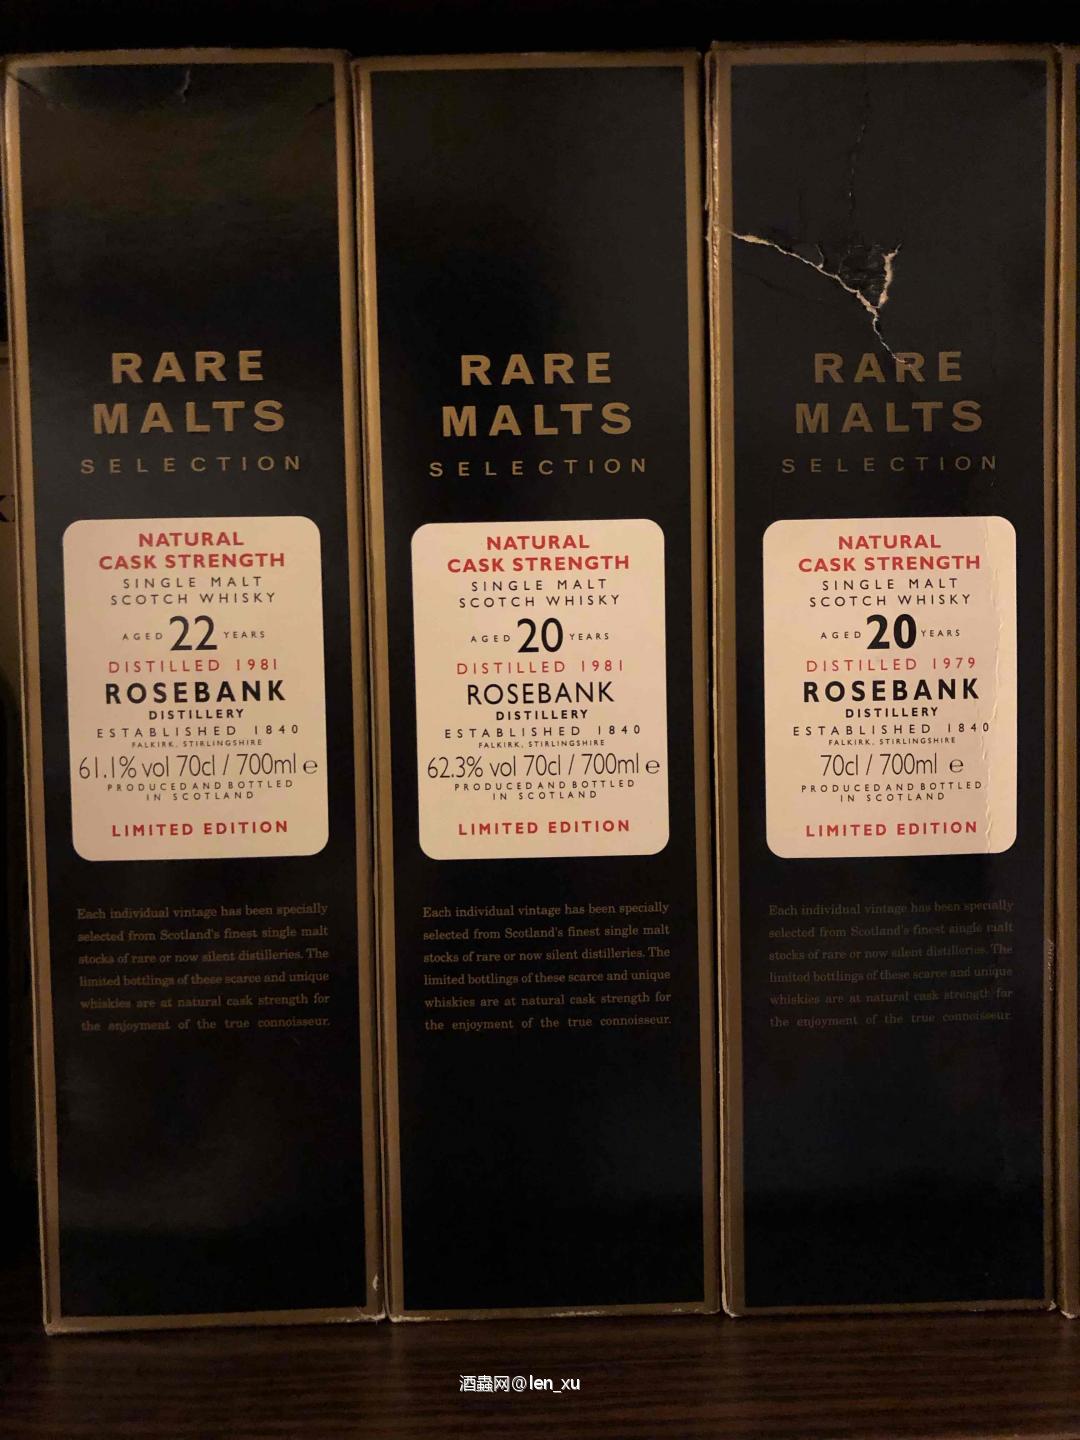 RARE
MALTS
SELECTION
NATURAL
CASK STRENGTH
SINGLE MALT
SCOTCH WHISKY
AGED 22 YEARS
DISTILLED 1981
ROSEBANK
DISTILLERY
ESTABLISHED 1840
FALKIRK, STIRLINGSHIRE
61.1% vol 70cl / 700ml e
PRODUCED AND BOTTLED
IN SCOTLAND
LIMITED EDITION
Each individual vintage has been specially
selected from Scotland's finest single malt
stocks of rare or now silent distilleries. The
limited bottlings of these scarce and unique
whiskies are at natural cask strength for
the enjoyment of the true connoisseur.
RARE
MALTS
SELECTION
NATURAL
CASK STRENGTH
SINGLE MALT
SCOTCH WHISKY
AGED 20 YEARS
DISTILLED 1981
ROSEBANK
DISTILLERY
ESTABLISHED 1840
FALKIRK, STIRLINGSHIRE
62.3% vol 70cl / 700ml e
PRODUCED AND BOTTLED
IN SCOTLAND
LIMITED EDITION
Each individual vintage has been specially
selected from Scotland's finest single malt
stocks of rare or now silent distilleries. The
limited bottlings of these scarce and unique
whiskies are at natural cask strength for
the enjoyment of the true connoisseur.
RARE
MALTS
SELECTION
NATURAL
CASK STRENGTH
SINGLE MALT
SCOTCH WHISKY
AGED 20 YEARS
DISTILLED 1979
ROSEBANK
DISTILLERY
ESTABLISHED 1840
FALKIRK, STIRLINGSHIRE
70cl / 700ml e
PRODUCED AND BOTTLED
IN SCOTLAND
LIMITED EDITION
Each individual vintage has been specially
selected from Scotland's finest single malt
stocks of rare or now silent distilleries. The
limited bottlings of these scarce and unique
whiskies are at natural cask strength for
the enjoyment of the true connoisseur.
酒蟲网@len_xu